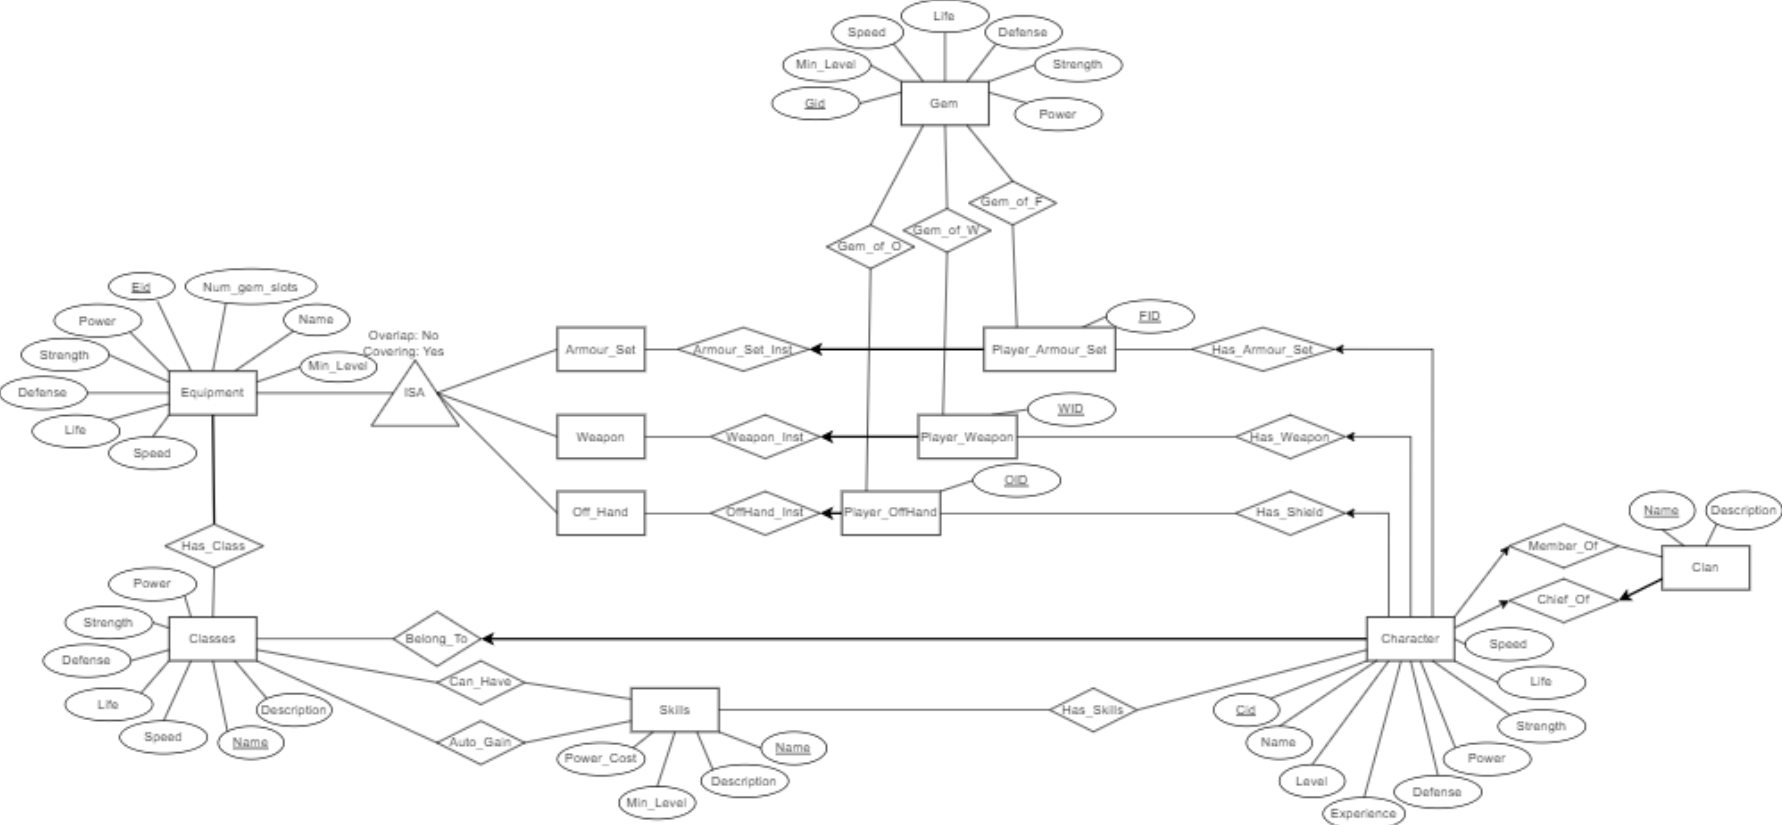 Life
Speed
Defense
Min_Level
Strength
Gid
Gem
Power
Gem_of_F
Gem_of_W
Gem_of_O
Eid
Num_gem_slots
Power
Name
Strength
Min_Level
Defense
Equipment
Life
Speed
Overlap: No
Covering: Yes
ISA
Armour_Set
Armour_Set_Inst
Player_Armour_Set
FID
Has_Armour_Set
Weapon
Weapon_Inst
Player_Weapon
WID
Has_Weapon
Off_Hand
OffHand_Inst
Player_OffHand
OID
Has_Shield
Name
Description
Member_Of
Clan
Chief_Of
Has_Class
Power
Strength
Classes
Defense
Life
Speed
Name
Description
Belong_To
Can_Have
Auto_Gain
Skills
Power_Cost
Min_Level
Description
Name
Has_Skills
Character
Speed
Life
Strength
Power
Defense
Experience
Level
Name
Cid